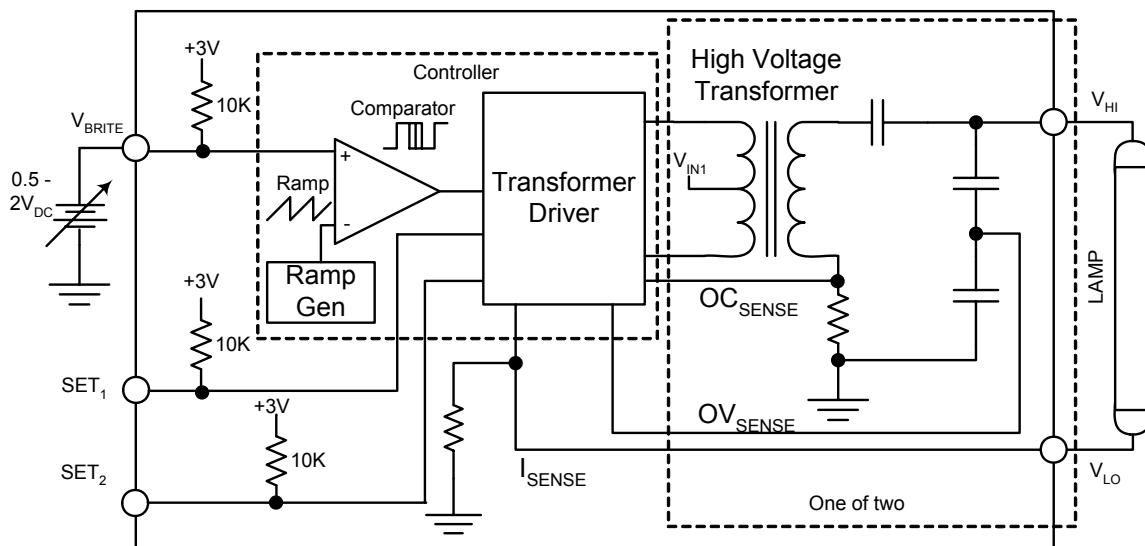 +3V
10K
V_BRITE
0.5 -
2V_DC
Controller
Comparator
+
Ramp
-
Ramp
Gen
Transformer
Driver
High Voltage
Transformer
V_IN1
V_HI
LAMP
OC_SENSE
+3V
10K
SET_1
OV_SENSE
+3V
10K
SET_2
I_SENSE
V_LO
One of two